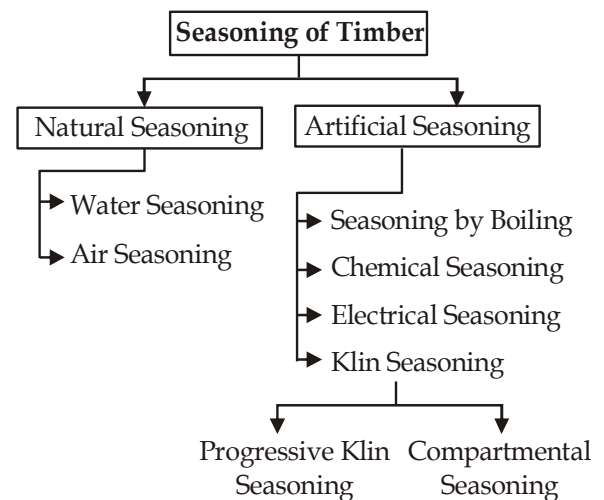 Seasoning of Timber
Natural Seasoning
Artificial Seasoning
Water Seasoning
Air Seasoning
Seasoning by Boiling
Chemical Seasoning
Electrical Seasoning
Klin Seasoning
Progressive Klin
Seasoning
Compartmental
Seasoning